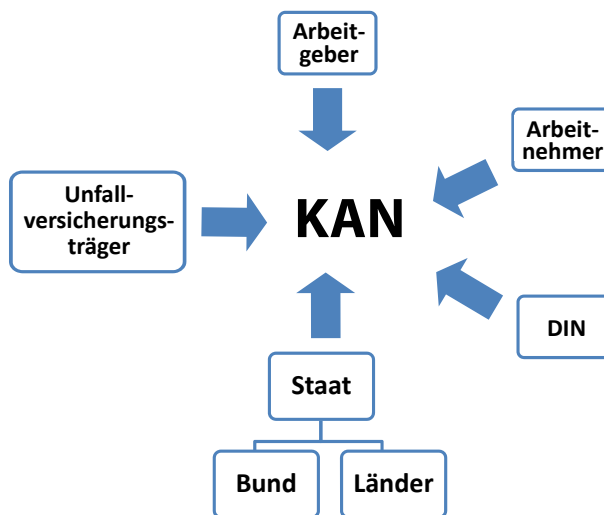 Arbeit-
geber
Arbeit-
nehmer
Unfall-
versicherungs-
träger
KAN
DIN
Staat
Bund
Länder